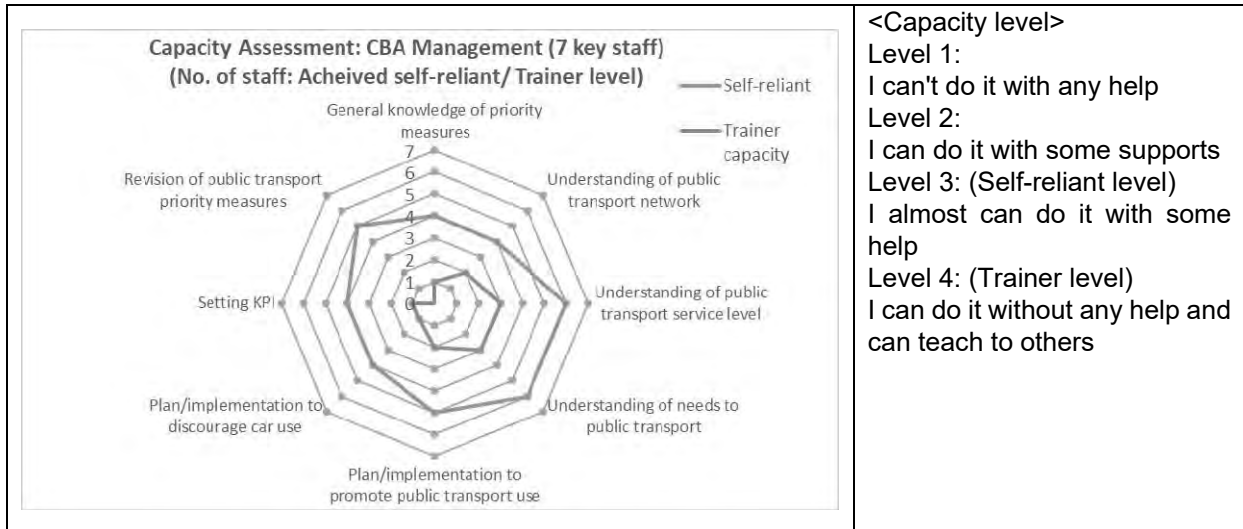 Capacity Assessment: CBA Management (7 key staff)
(No. of staff: Acheived self-reliant/ Trainer level)
Self-reliant
Trainer
capacity
General knowledge of priority
measures
Understanding of public
transport network
Understanding of public
transport service level
Understanding of needs to
public transport
Plan/implementation to
promote public transport use
Plan/implementation to
discourage car use
Setting KPI
Revision of public transport
priority measures
7
6
5
4
3
2
1
0
<Capacity level>
Level 1:
I can't do it with any help
Level 2:
I can do it with some supports
Level 3: (Self-reliant level)
I almost can do it with some
help
Level 4: (Trainer level)
I can do it without any help and
can teach to others